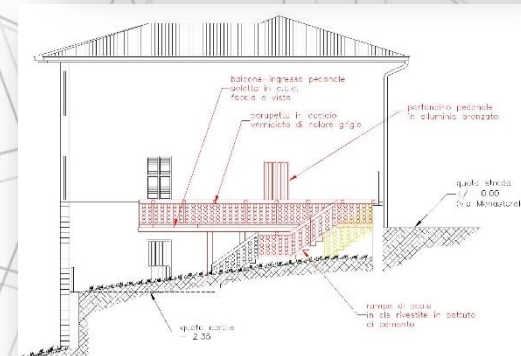 balcone-ingresso pedonale
soletta in c.a.
faccia a vista
parapetto in acciaio
verniciato di colore grigio
portoncino pedonale
in alluminio bronzato
quota strada
+/- 0.00
(via
rampa di scale
in cls rivestite in battuto
di cemento
quota cortile
- 2.35